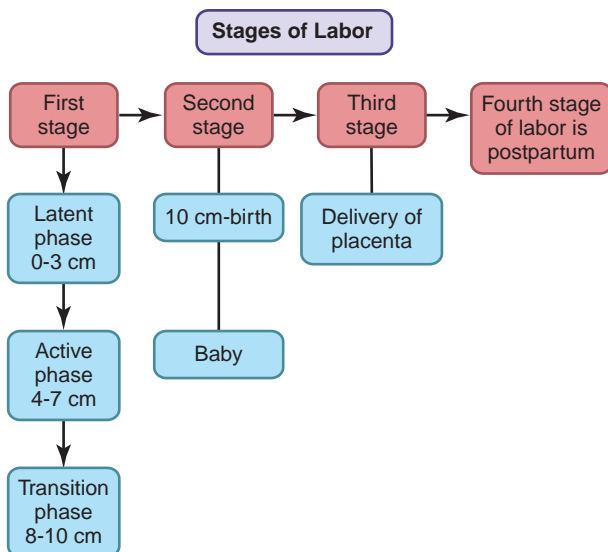 Stages of Labor
First
stage
Second
stage
Third
stage
Fourth stage
of labor is
postpartum
Latent
phase
0-3 cm
10 cm-birth
Delivery of
placenta
Active
phase
4-7 cm
Baby
Transition
phase
8-10 cm